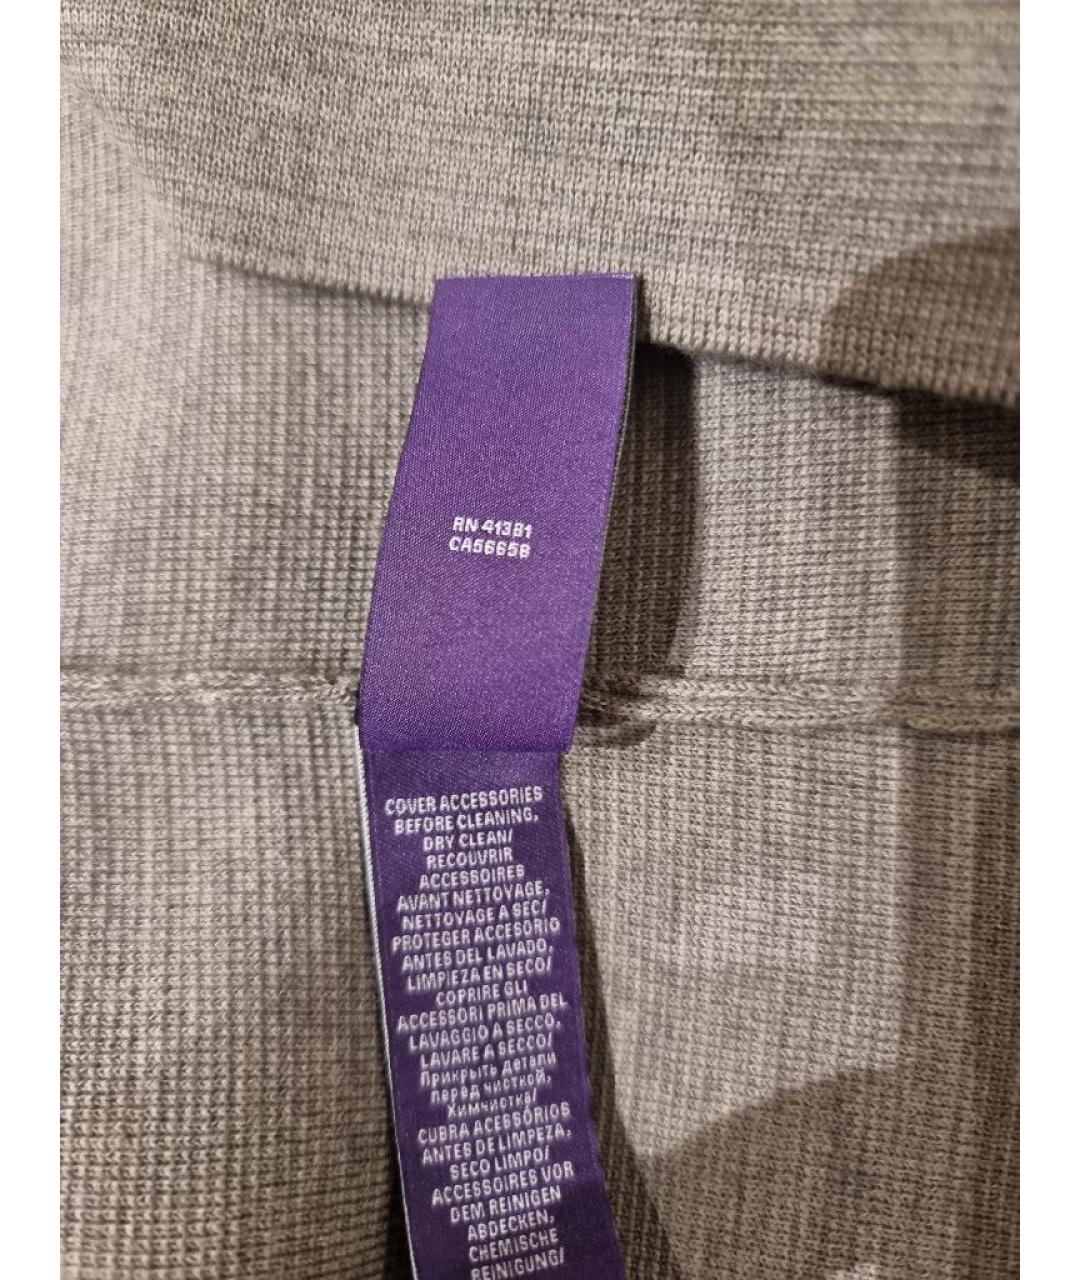 RN 41381
CA56658
COVER ACCESSORIES
BEFORE CLEANING,
DRY CLEAN/
RECOUVRIR
ACCESSOIRES
AVANT NETTOYAGE,
NETTOYAGE A SEC/
PROTEGER ACCESORIO
ANTES DEL LAVADO,
LIMPIEZA EN SECO/
COPRIRE GLI
ACCESSORI PRIMA DEL
LAVAGGIO A SECCO,
LAVARE A SECCO/
Прикрыть детали
перед чисткой,
Химчистка/
CUBRA ACESSÓRIOS
ANTES DE LIMPEZA,
SECO LIMPO/
ACCESSOIRES VOR
DEM REINIGEN
ABDECKEN,
CHEMISCHE
REINIGUNG/